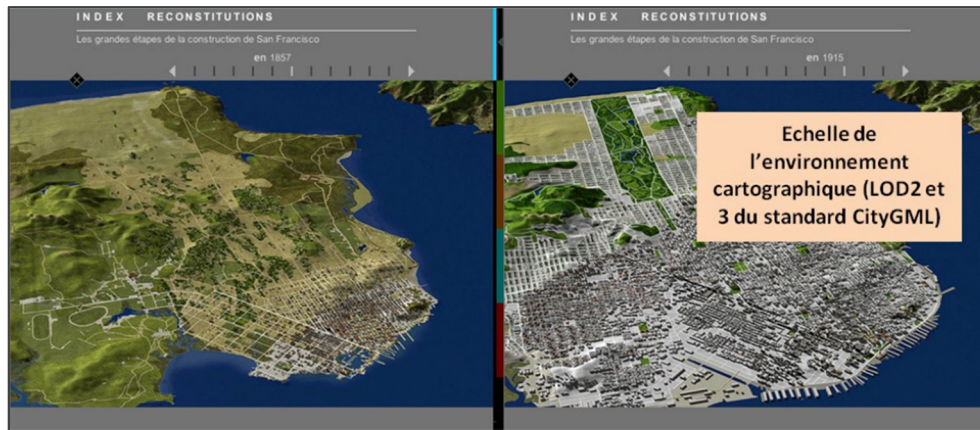 INDEX RECONSTITUTIONS
Les grandes étapes de la construction de San Francisco
en 1857
INDEX RECONSTITUTIONS
Les grandes étapes de la construction de San Francisco
en 1915
Echelle de
l'environnement
cartographique (LOD2 et
3 du standard CityGML)